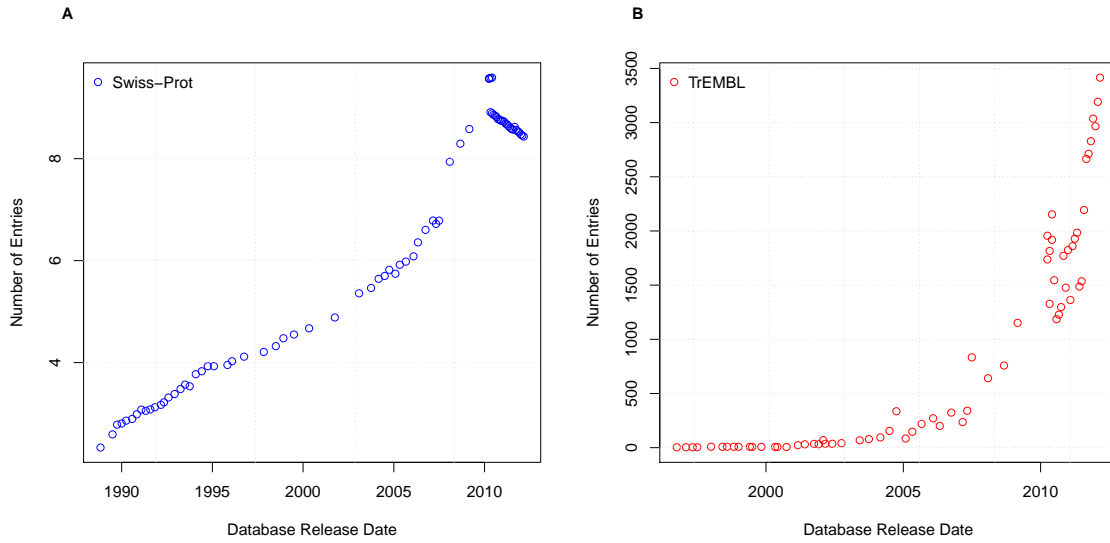 A
Swiss−Prot
Number of Entries
8
6
4
1990 1995 2000 2005 2010
Database Release Date
B
TrEMBL
Number of Entries
3500
3000
2500
2000
1500
1000
500
0
2000 2005 2010
Database Release Date